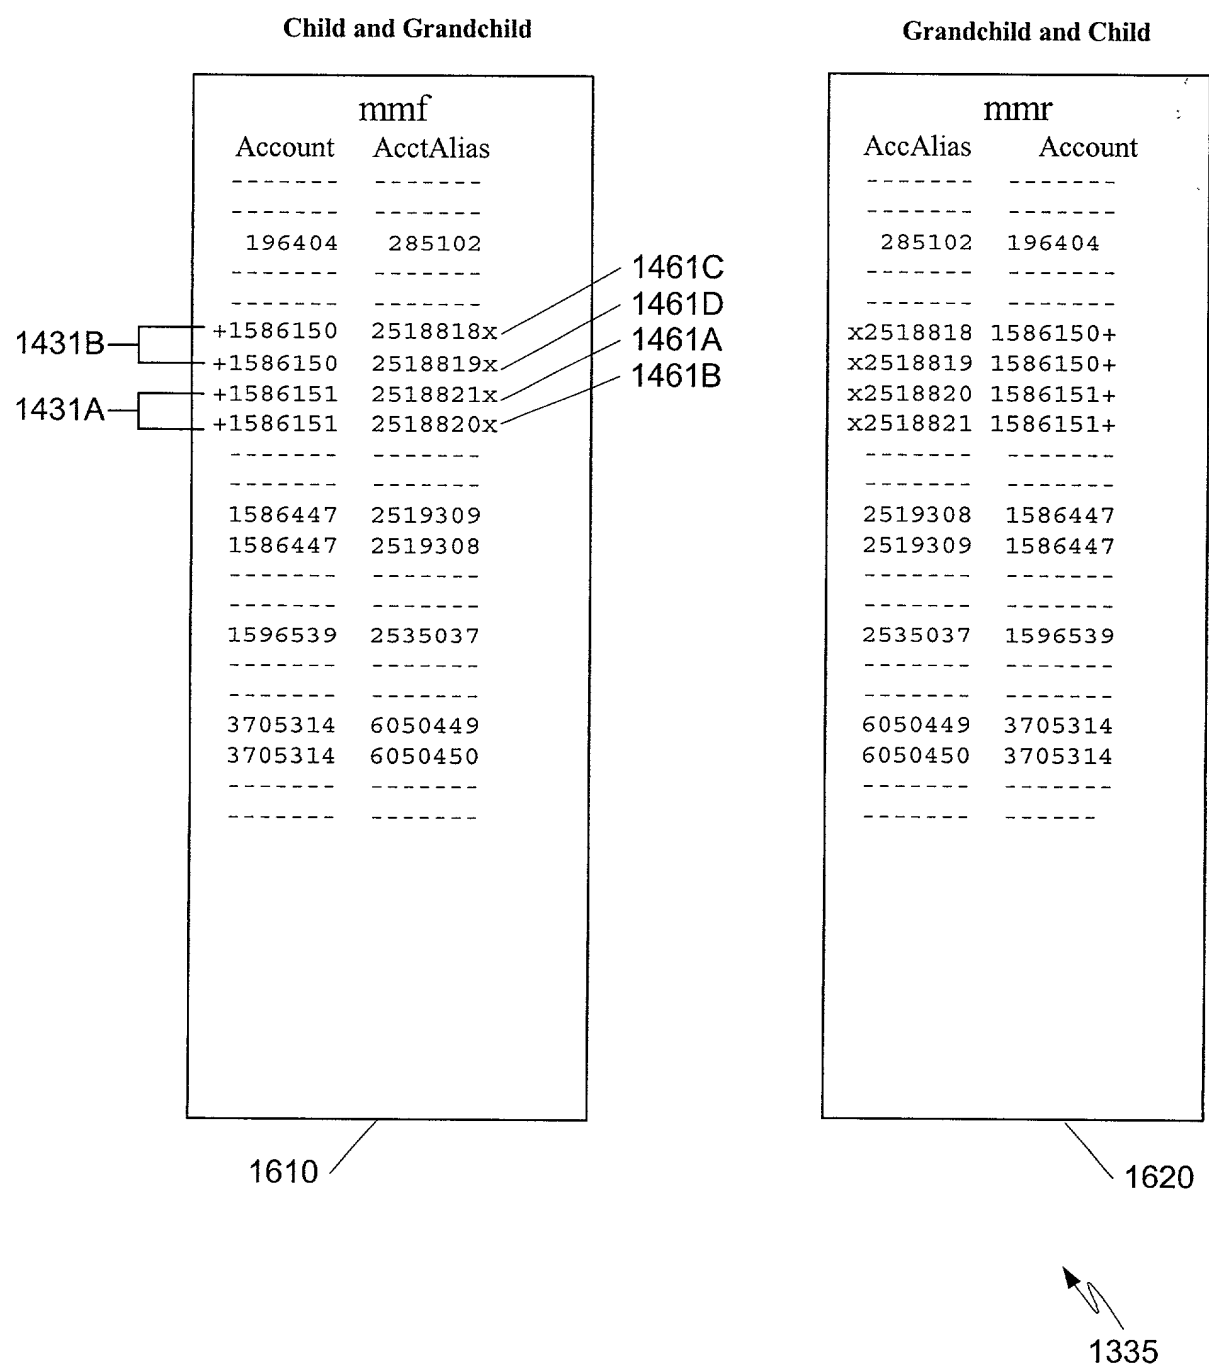 Child and Grandchild
mmf
Account AcctAlias
------- -------
------- -------
196404 285102
------- -------
------- -------
+1586150 2518818x
+1586150 2518819x
+1586151 2518821x
+1586151 2518820x
------- -------
------- -------
1586447 2519309
1586447 2519308
------- -------
------- -------
1596539 2535037
------- -------
------- -------
3705314 6050449
3705314 6050450
------- -------
------- -------
1431B
1431A
1461C
1461D
1461A
1461B
1610
Grandchild and Child
mmr
AccAlias Account
------- -------
------- -------
285102 196404
------- -------
------- -------
x2518818 1586150+
x2518819 1586150+
x2518820 1586151+
x2518821 1586151+
------- -------
------- -------
2519308 1586447
2519309 1586447
------- -------
------- -------
2535037 1596539
------- -------
------- -------
6050449 3705314
6050450 3705314
------- -------
------- ------
1620
1335